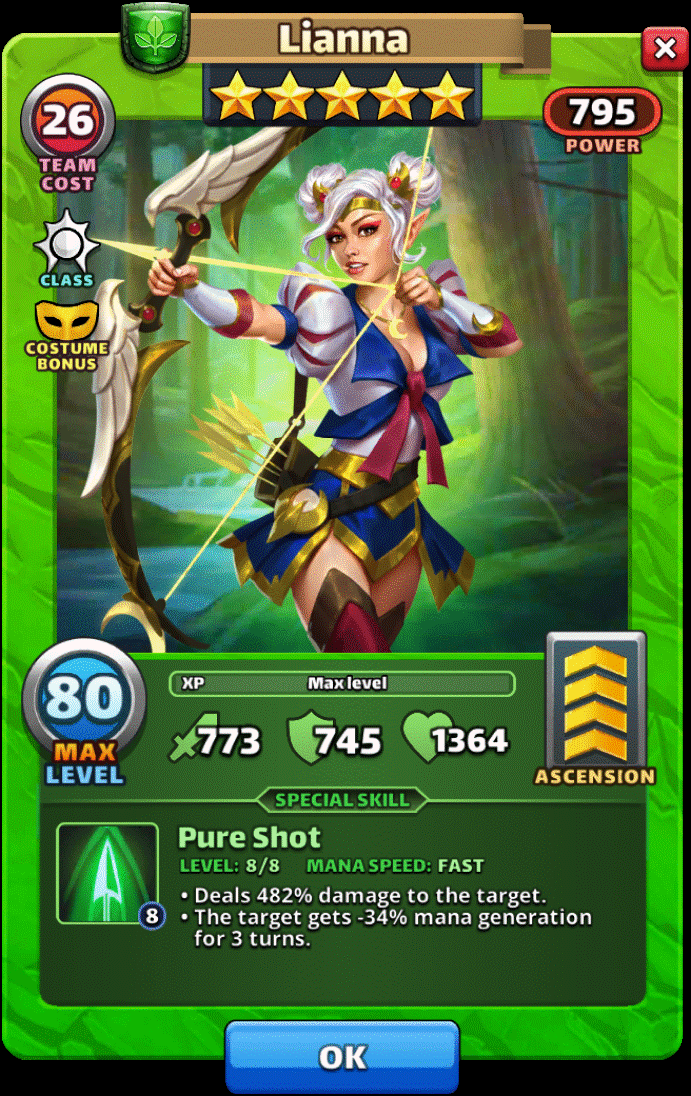 Lianna
26
TEAM
COST
795
POWER
CLASS
COSTUME
BONUS
80
MAX
LEVEL
XP Max level
773 745 1364
ASCENSION
SPECIAL SKILL
Pure Shot
LEVEL: 8/8 MANA SPEED: FAST
8
• Deals 482% damage to the target.
• The target gets -34% mana generation
for 3 turns.
OK